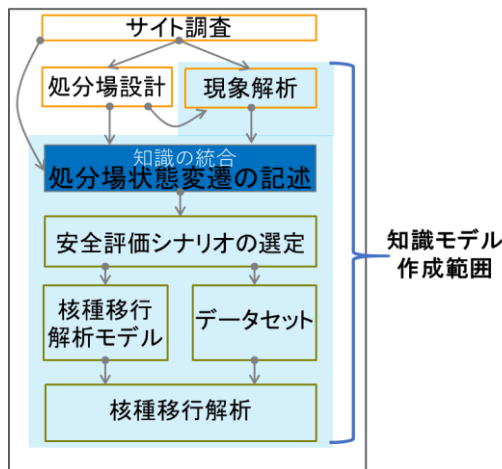 サイト調査
処分場設計
現象解析
知識の統合
処分場状態変遷の記述
安全評価シナリオの選定
核種移行
解析モデル
データセット
核種移行解析
知識モデル
作成範囲